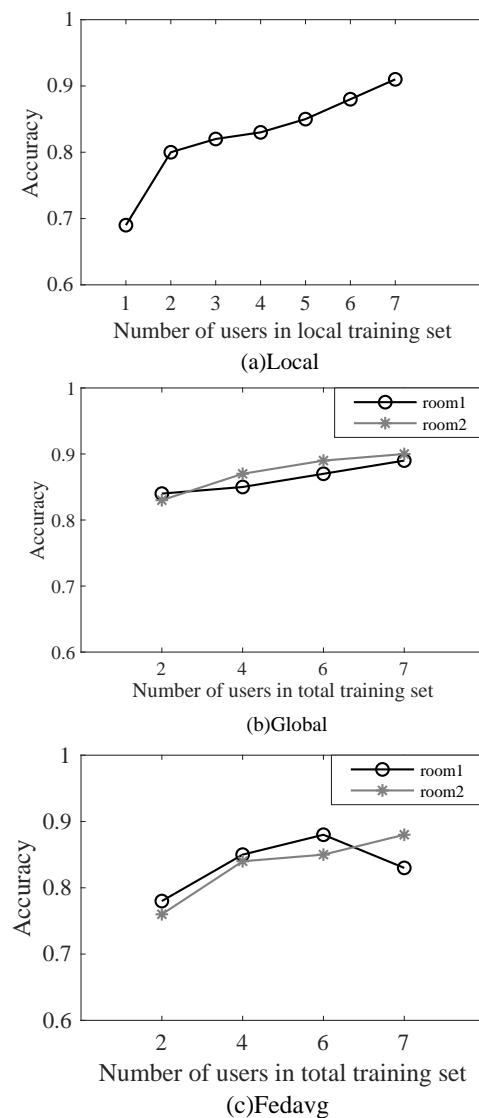 1
0.9
0.8
0.7
0.6
Accuracy
1 2 3 4 5 6 7
Number of users in local training set
(a)Local
1
0.9
0.8
0.7
0.6
Accuracy
room1
room2
2 4 6 7
Number of users in total training set
(b)Global
1
0.9
0.8
0.7
0.6
Accuracy
room1
room2
2 4 6 7
Number of users in total training set
(c)Fedavg